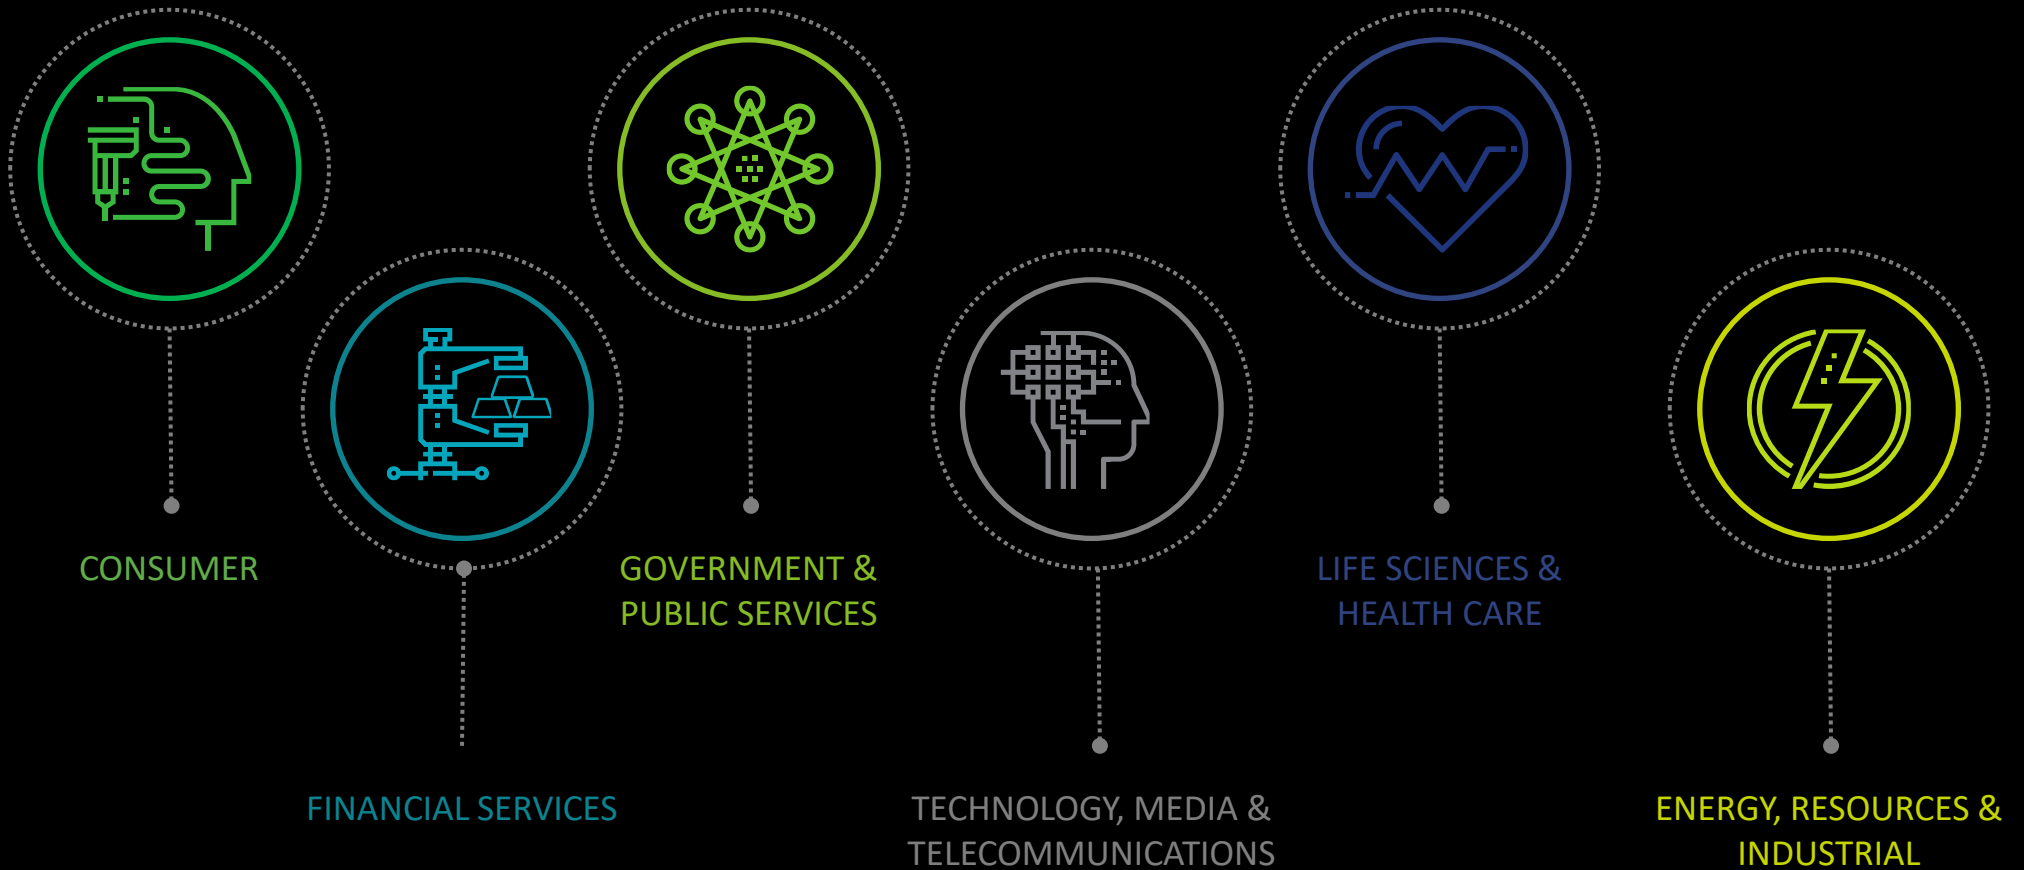 CONSUMER
FINANCIAL SERVICES
GOVERNMENT &
PUBLIC SERVICES
TECHNOLOGY, MEDIA &
TELECOMMUNICATIONS
LIFE SCIENCES &
HEALTH CARE
ENERGY, RESOURCES &
INDUSTRIAL